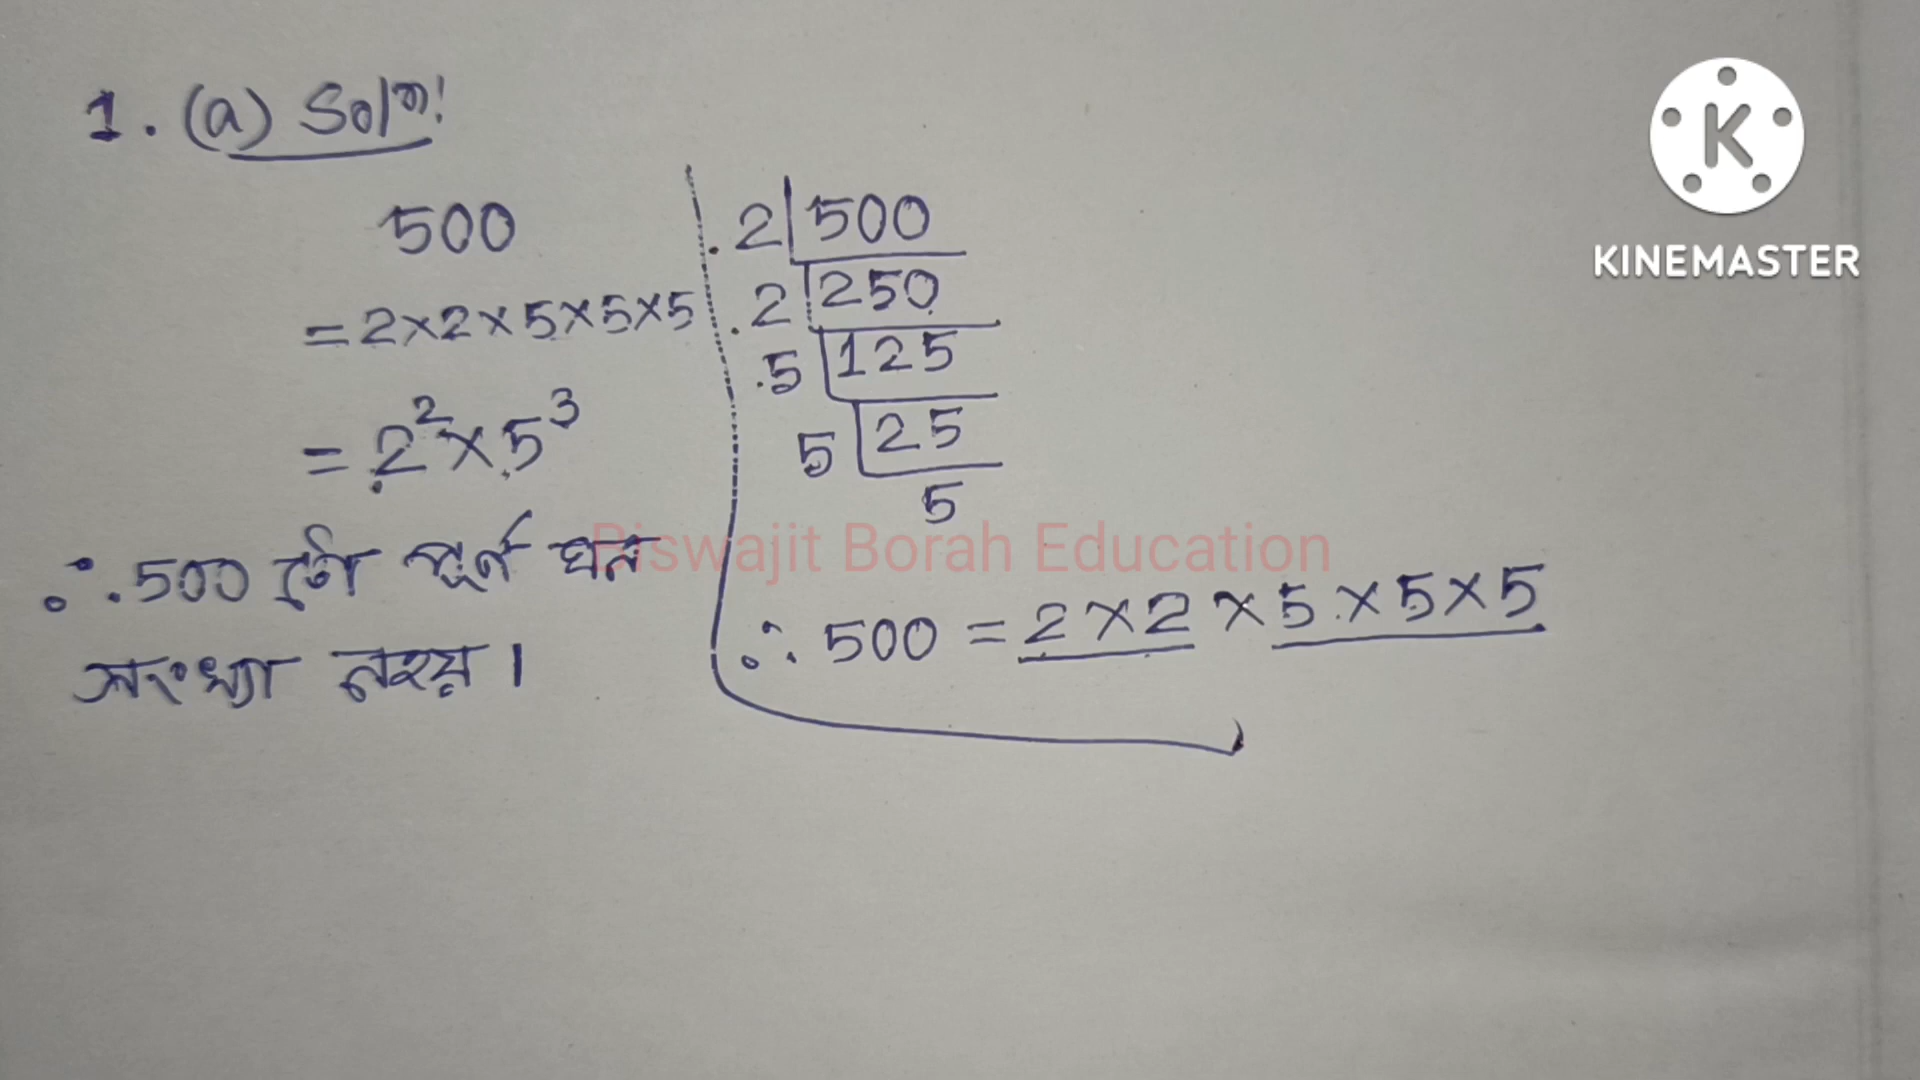 1. (a) Soln:
500
= 2×2×5×5×5
= 2² × 5³
∴ 500 টো পূৰ্ণ ঘন
সংখ্যা নহয়।
2 500
2 250
5 125
5 25
5
∴ 500 = 2×2×5×5×5
Biswajit Borah Education
K
KINEMASTER